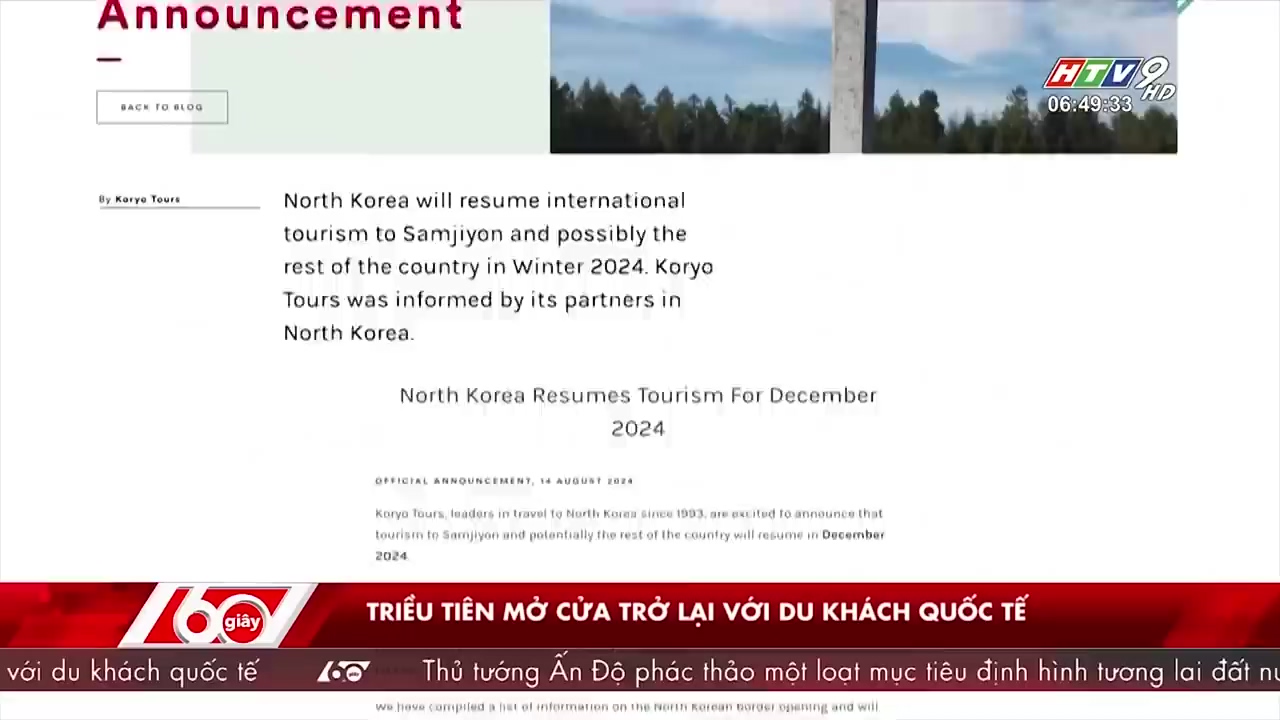 Announcement
BACK TO BLOG
HTV9
HD
06:49:33
By Koryo Tours
North Korea will resume international
tourism to Samjiyon and possibly the
rest of the country in Winter 2024. Koryo
Tours was informed by its partners in
North Korea.
North Korea Resumes Tourism For December
2024
OFFICIAL ANNOUNCEMENT, 14 AUGUST 2024
Koryo Tours, leaders in travel to North Korea since 1993, are excited to announce that
tourism to Samjiyon and potentially the rest of the country will resume in December
2024.
60 giây
TRIỀU TIÊN MỞ CỬA TRỞ LẠI VỚI DU KHÁCH QUỐC TẾ
với du khách quốc tế 60 giây Thủ tướng Ấn Độ phác thảo một loạt mục tiêu định hình tương lai đất
We have compiled a list of information on the North Korean border opening and will